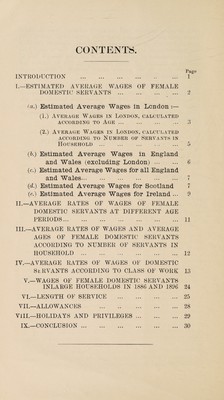 CONTENTS.
Page
INTRODUCTION ... ... ... ... ... 1
I.—ESTIMATED AVERAGE WAGES OF FEMALE
DOMESTIC SERVANTS ... ... ... ... 2
(a.) Estimated Average Wages in London :—
(1.) AVERAGE WAGES IN LONDON, CALCULATED
ACCORDING TO AGE ... ... ... ... 3
(2.) AVERAGE WAGES IN LONDON, CALCULATED
ACCORDING TO NUMBER OF SERVANTS IN
HOUSEHOLD ... ... ... ... ... 5
(b.) Estimated Average Wages in England
and Wales (excluding London) ... ... 6
(c.) Estimated Average Wages for all England
and Wales... ... ... ... ... 7
(d.) Estimated Average Wages for Scotland 7
(e.) Estimated Average Wages for Ireland... 9
II.—AVERAGE RATES OF WAGES OF FEMALE
DOMESTIC SERVANTS AT DIFFERENT AGE
PERIODS... ... ... ... ... ... 11
III.—AVERAGE RATES OF WAGES AND AVERAGE
AGES OF FEMALE DOMESTIC SERVANTS
ACCORDING TO NUMBER OF SERVANTS IN
HOUSEHOLD ... ... ... ... ... 12
IV.—AVERAGE RATES OF WAGES OF DOMESTIC
SERVANTS ACCORDING TO CLASS OF WORK 13
V.—WAGES OF FEMALE DOMESTIC SERVANTS
IN LARGE HOUSEHOLDS IN 1886 AND 1896 24
VI.—LENGTH OF SERVICE ... ... ... ... 25
VII.—ALLOWANCES ... ... ... ... ... 28
VIII.—HOLIDAYS AND PRIVILEGES ... ... ... 29
IX.—CONCLUSION ... ... ... ... ... 30